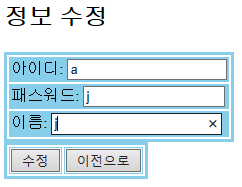 정보 수정
아이디: a
패스워드: j
이름: j ×
수정 이전으로